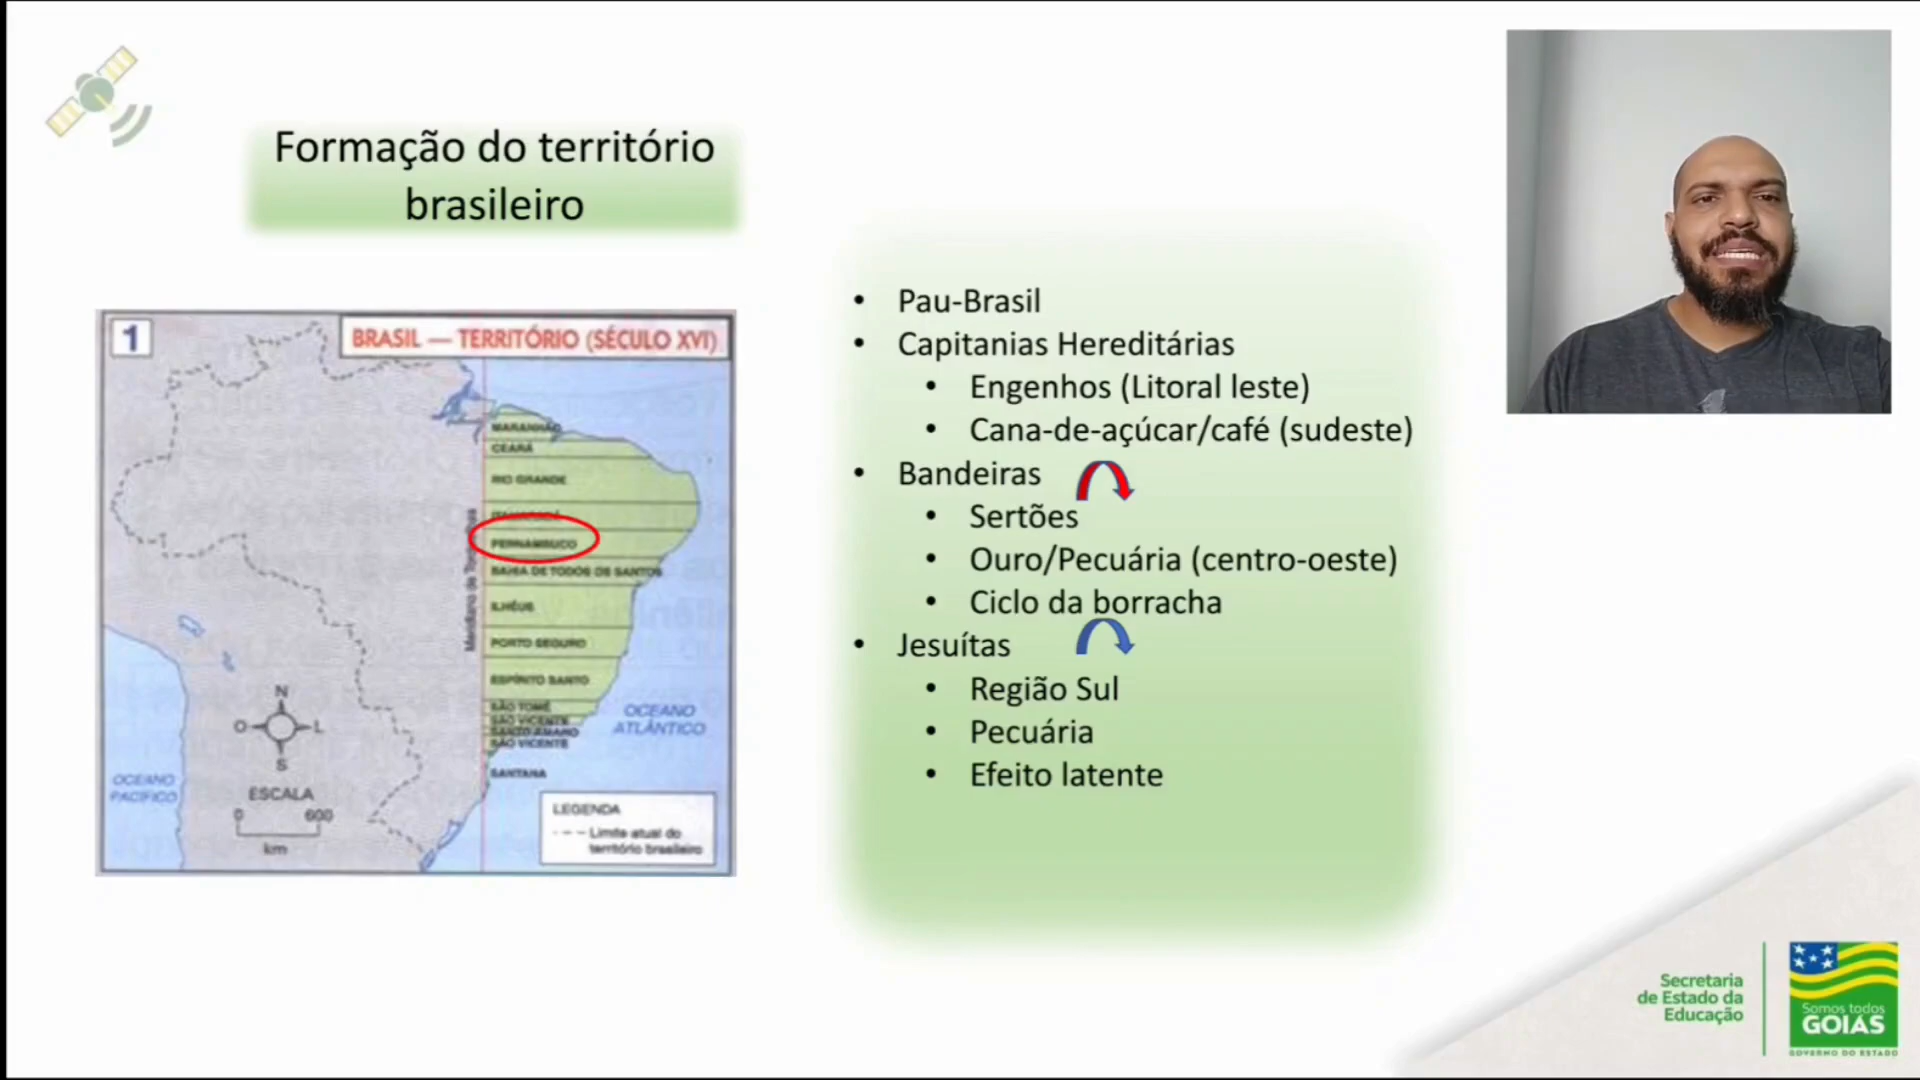 Formação do território
brasileiro
1
BRASIL — TERRITÓRIO (SÉCULO XVI)
MARANHÃO
CEARÁ
RIO GRANDE
ITAMARACÁ
PERNAMBUCO
BAHIA DE TODOS OS SANTOS
ILHÉUS
PORTO SEGURO
ESPÍRITO SANTO
SÃO TOMÉ
SÃO VICENTE
SANTO AMARO
SÃO VICENTE
SANTANA
Meridiano de Tordesilhas
N
O
L
S
OCEANO
ATLÂNTICO
OCEANO
PACÍFICO
ESCALA
0 600
km
LEGENDA
Limite atual do
território brasileiro
• Pau-Brasil
• Capitanias Hereditárias
• Engenhos (Litoral leste)
• Cana-de-açúcar/café (sudeste)
• Bandeiras
• Sertões
• Ouro/Pecuária (centro-oeste)
• Ciclo da borracha
• Jesuítas
• Região Sul
• Pecuária
• Efeito latente
Secretaria
de Estado da
Educação
Somos todos
GOIÁS
GOVERNO DO ESTADO